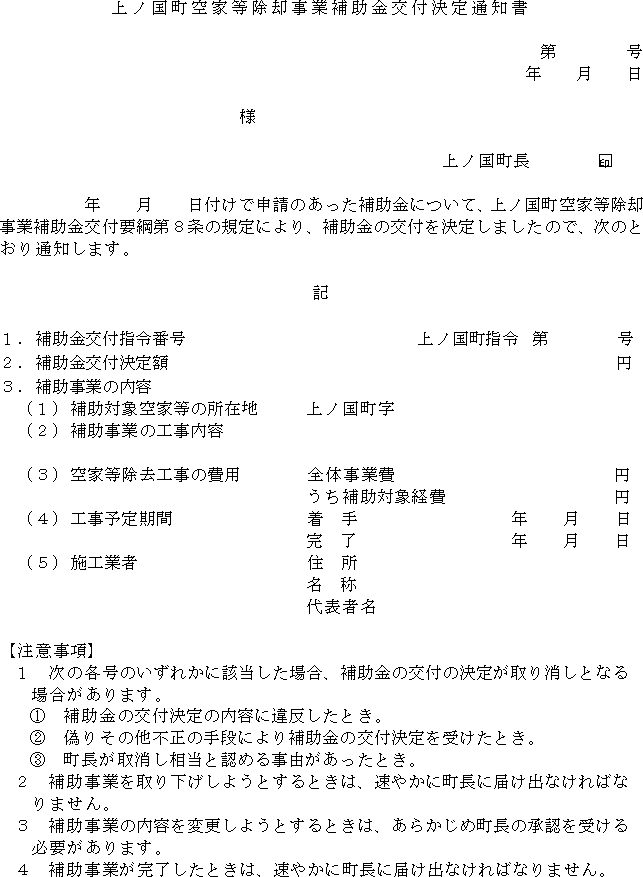 上ノ国町空家等除却事業補助金交付決定通知書
第　　　　号
年　　月　　日
様
上ノ国町長　　　　㊞
年　　月　　日付けで申請のあった補助金について、上ノ国町空家等除却
事業補助金交付要綱第８条の規定により、補助金の交付を決定しましたので、次のと
おり通知します。
記
１．補助金交付指令番号　　　　上ノ国町指令　第　　　　号
２．補助金交付決定額　　　　円
３．補助事業の内容
（１）補助対象空家等の所在地　　　上ノ国町字
（２）補助事業の工事内容
（３）空家等除去工事の費用　　　　全体事業費　　　　円
うち補助対象経費　　　　円
（４）工事予定期間　　　　着　手　　　　年　　月　　日
完　了　　　　年　　月　　日
（５）施工業者　　　　住　所
名　称
代表者名
【注意事項】
１　次の各号のいずれかに該当した場合、補助金の交付の決定が取り消しとなる
場合があります。
①　補助金の交付決定の内容に違反したとき。
②　偽りその他不正の手段により補助金の交付決定を受けたとき。
③　町長が取消し相当と認める事由があったとき。
２　補助事業を取り下げしようとするときは、速やかに町長に届け出なければな
りません。
３　補助事業の内容を変更しようとするときは、あらかじめ町長の承認を受ける
必要があります。
４　補助事業が完了したときは、速やかに町長に届け出なければなりません。